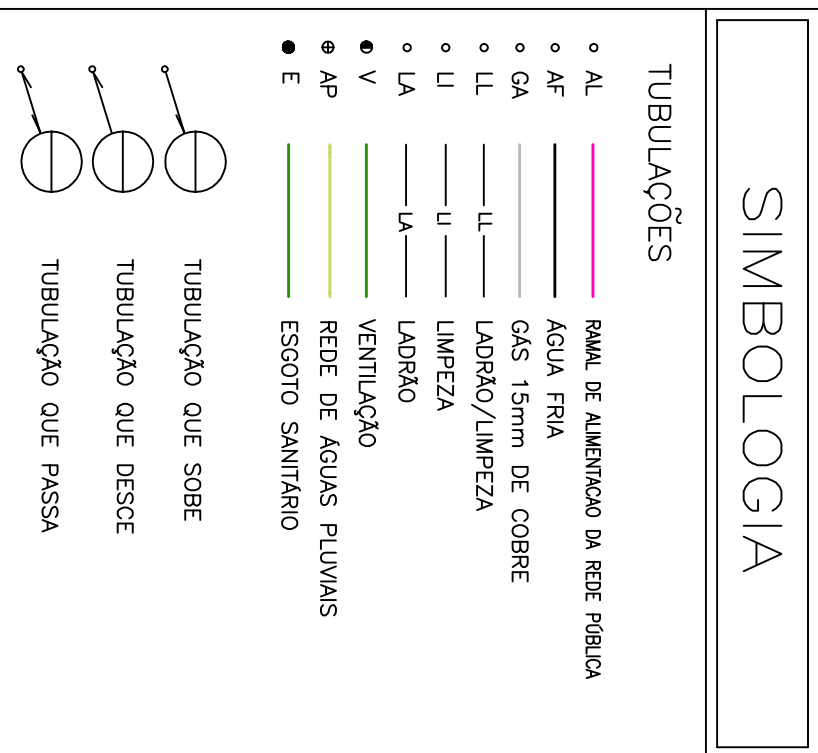 SIMBOLOGIA
TUBULAÇÕES
AL RAMAL DE ALIMENTACAO DA REDE PÚBLICA
AF ÁGUA FRIA
GA GÁS 15mm DE COBRE
LL LL LADRÃO/LIMPEZA
LI LI LIMPEZA
LA LA LADRÃO
V VENTILAÇÃO
AP REDE DE ÁGUAS PLUVIAIS
E ESGOTO SANITÁRIO
TUBULAÇÃO QUE SOBE
TUBULAÇÃO QUE DESCE
TUBULAÇÃO QUE PASSA